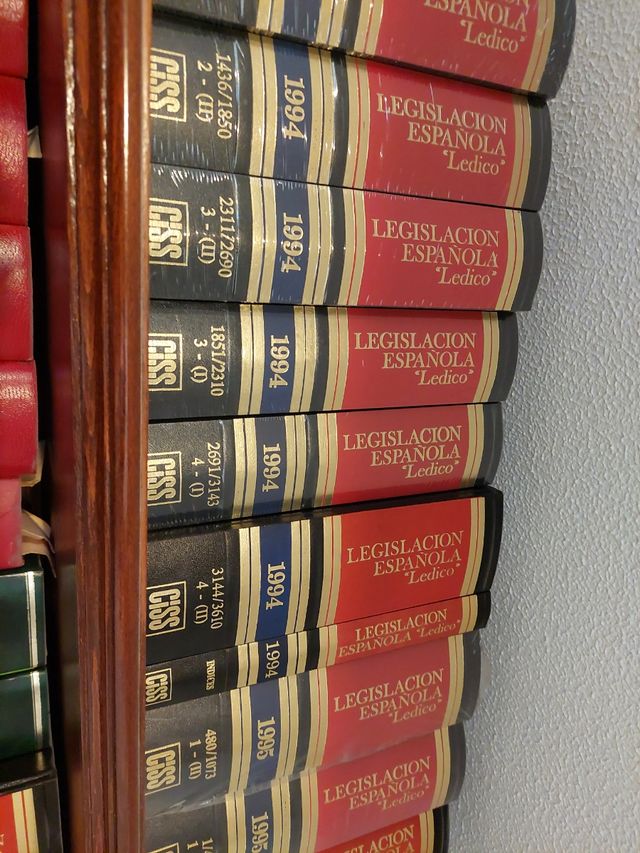 ESPAÑOLA
"Ledico"
LEGISLACION
ESPAÑOLA
"Ledico"
1994
1436/1850
2 - (II)
CISS
LEGISLACION
ESPAÑOLA
"Ledico"
1994
2311/2690
3 - (II)
CISS
LEGISLACION
ESPAÑOLA
"Ledico"
1994
1851/2310
3 - (I)
CISS
LEGISLACION
ESPAÑOLA
"Ledico"
1994
2691/3143
4 - (I)
CISS
LEGISLACION
ESPAÑOLA
"Ledico"
1994
3144/3610
4 - (II)
CISS
LEGISLACION
ESPAÑOLA "Ledico"
1994
INDICES
CISS
LEGISLACION
ESPAÑOLA
"Ledico"
1995
480/1073
1 - (II)
CISS
LEGISLACION
ESPAÑOLA
"Ledico"
1995
LEGISLACION
ESPAÑOLA